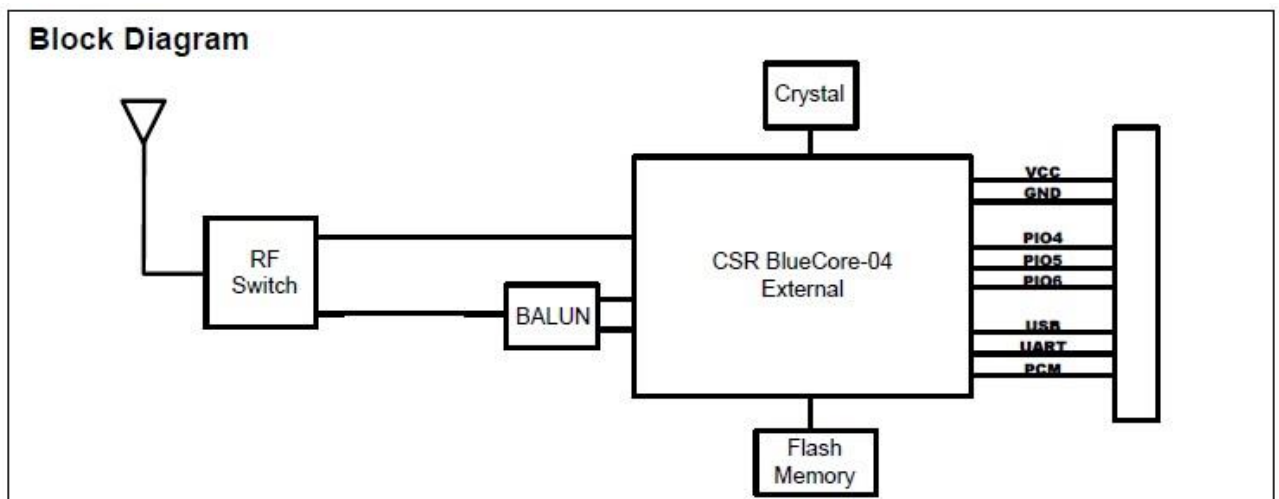 Block Diagram
Crystal
VCC
GND
RF
Switch
PIO4
CSR BlueCore-04
External
PIO5
PIO6
BALUN
USB
UART
PCM
Flash
Memory